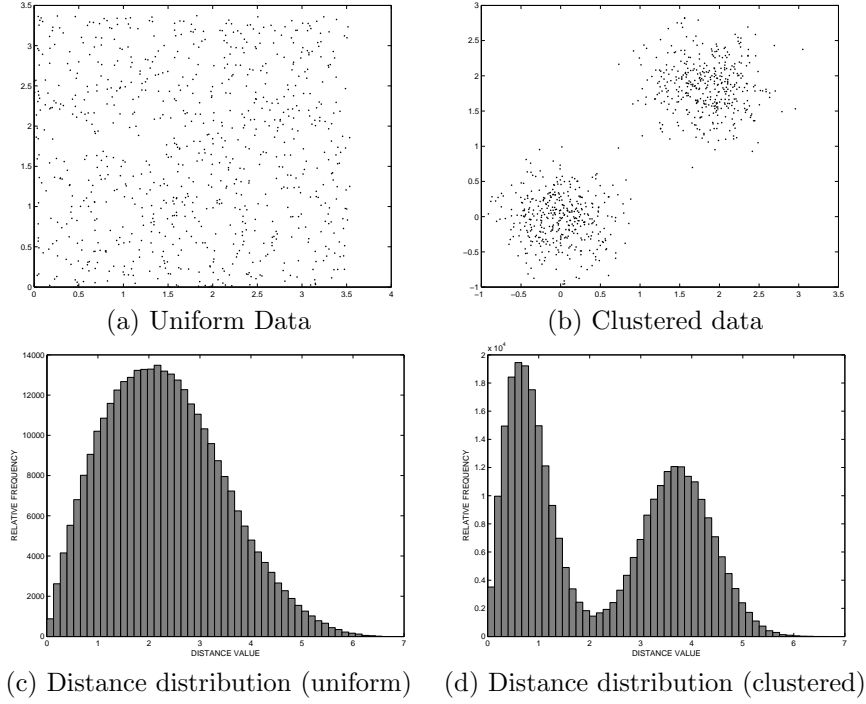 3.5
3
2.5
2
1.5
1
0.5
0
0 0.5 1 1.5 2 2.5 3 3.5 4
(a) Uniform Data
3
2.5
2
1.5
1
0.5
0
−0.5
−1
−1 −0.5 0 0.5 1 1.5 2 2.5 3 3.5
(b) Clustered data
14000
12000
10000
8000
6000
4000
2000
0
RELATIVE FREQUENCY
0 1 2 3 4 5 6 7
DISTANCE VALUE
(c) Distance distribution (uniform)
x 10^4
2
1.8
1.6
1.4
1.2
1
0.8
0.6
0.4
0.2
0
RELATIVE FREQUENCY
0 1 2 3 4 5 6 7
DISTANCE VALUE
(d) Distance distribution (clustered)